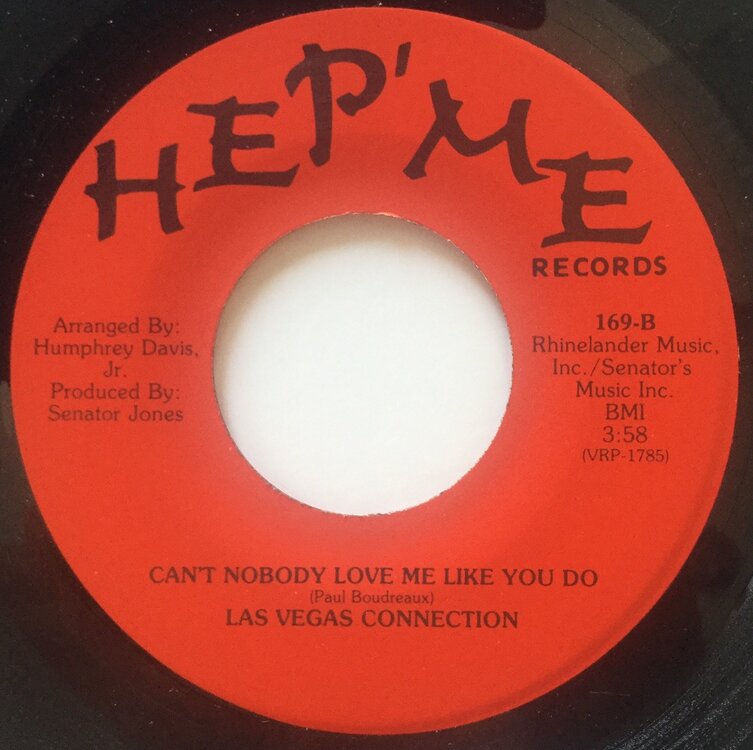 HEP' ME
RECORDS
Arranged By:
Humphrey Davis,
Jr.
Produced By:
Senator Jones
169-B
Rhinelander Music,
Inc./Senator's
Music Inc.
BMI
3:58
(VRP-1785)
CAN'T NOBODY LOVE ME LIKE YOU DO
(Paul Boudreaux)
LAS VEGAS CONNECTION